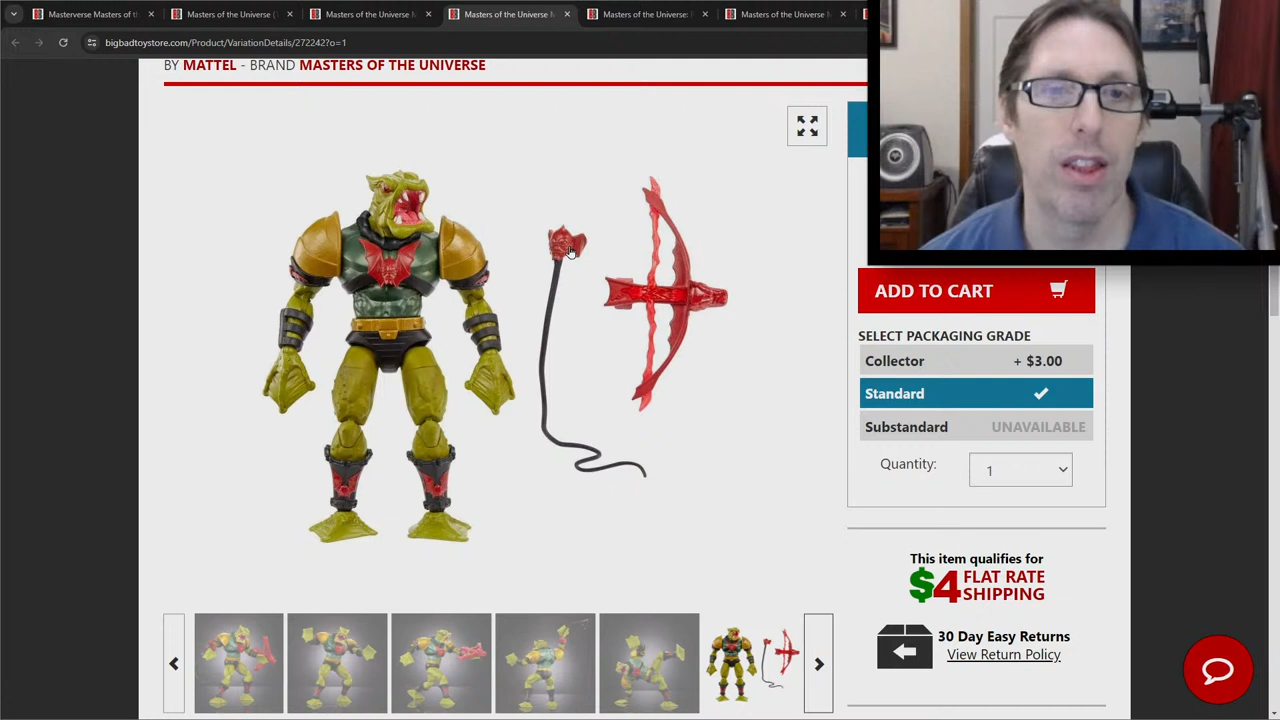 Masterverse Masters of the U
Masters of the Universe (
Masters of the Universe M
Masters of the Universe M
Masters of the Universe: R
Masters of the Universe M
bigbadtoystore.com/Product/VariationDetails/272242?o=1
BY MATTEL - BRAND MASTERS OF THE UNIVERSE
ADD TO CART
SELECT PACKAGING GRADE
Collector + $3.00
Standard
Substandard UNAVAILABLE
Quantity: 1
This item qualifies for
$4 FLAT RATE
SHIPPING
30 Day Easy Returns
View Return Policy